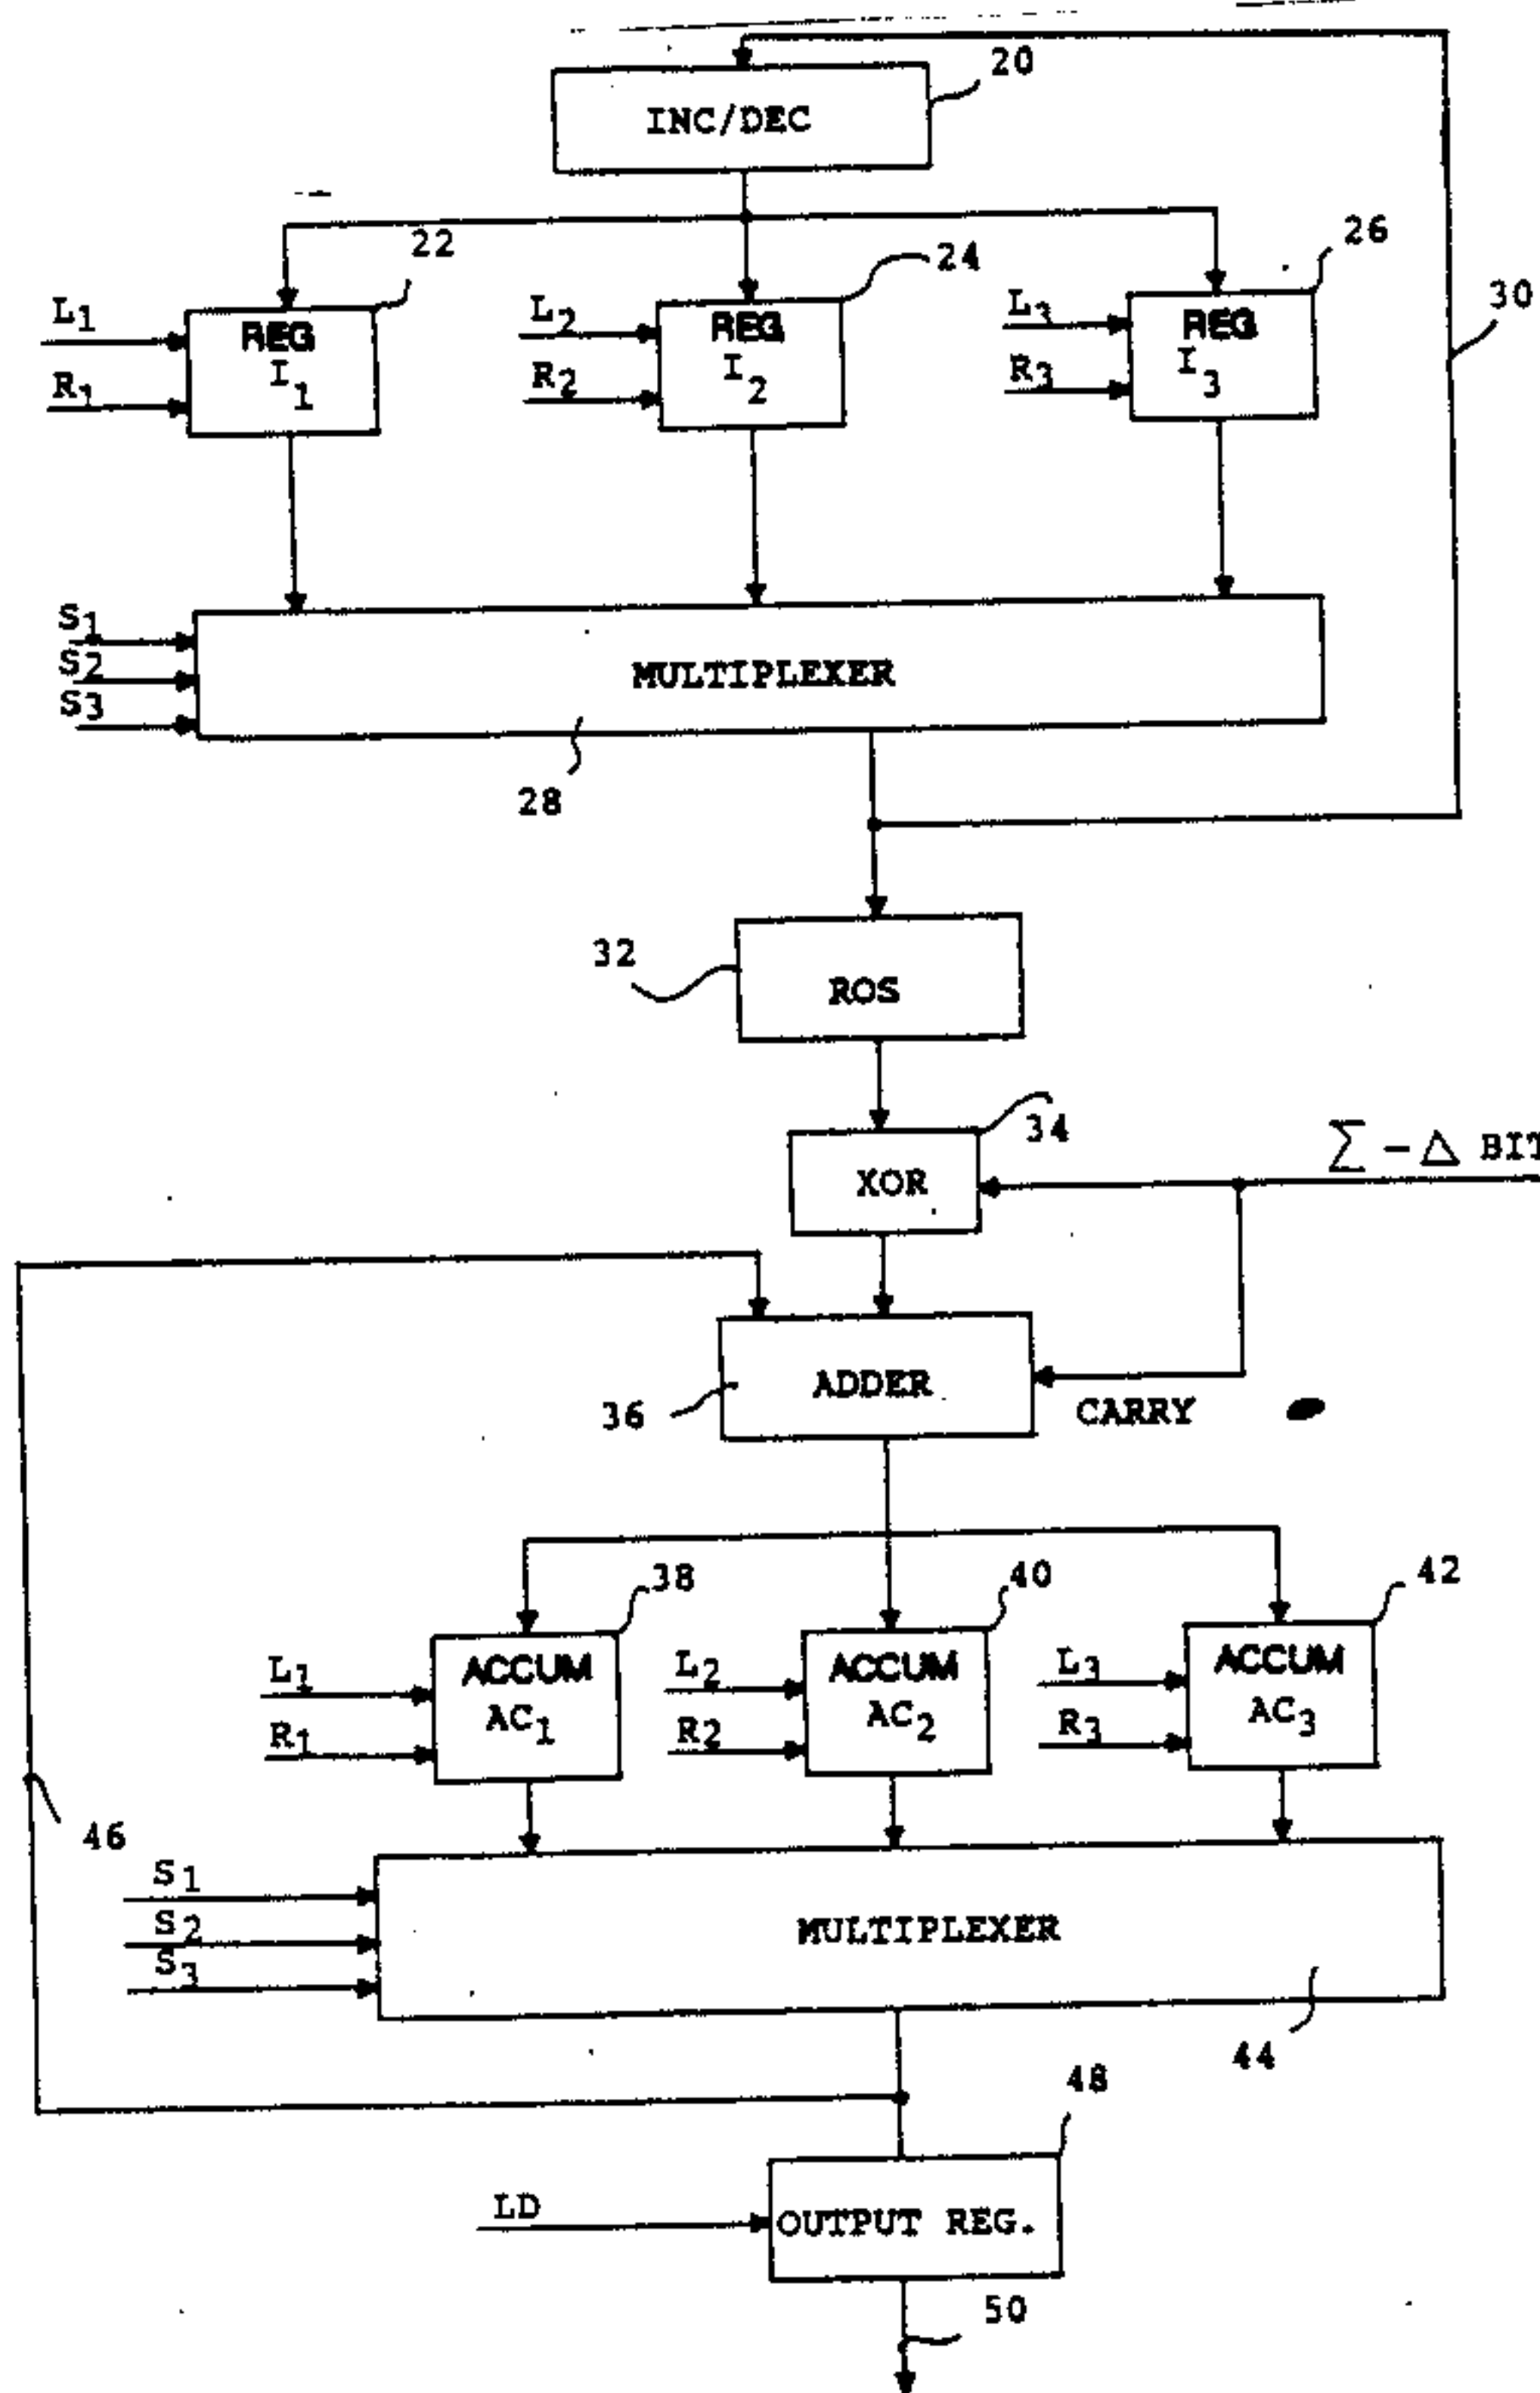 20
INC/DEC
22
24
26
30
L1
REG
I1
R1
L2
REG
I2
R2
L3
REG
I3
R3
S1
S2
S3
MULTIPLEXER
28
32
ROS
34
XOR
∑ - △ BIT
ADDER
36
CARRY
38
40
42
L1
ACCUM
AC1
R1
L2
ACCUM
AC2
R2
L3
ACCUM
AC3
R3
46
S1
S2
S3
MULTIPLEXER
44
48
LD
OUTPUT REG.
50